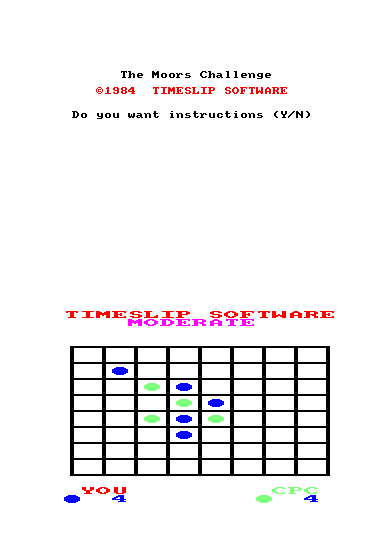 The Moors Challenge
©1984 TIMESLIP SOFTWARE
Do you want instructions (Y/N)
TIMESLIP SOFTWARE
MODERATE
YOU CPC
4 4